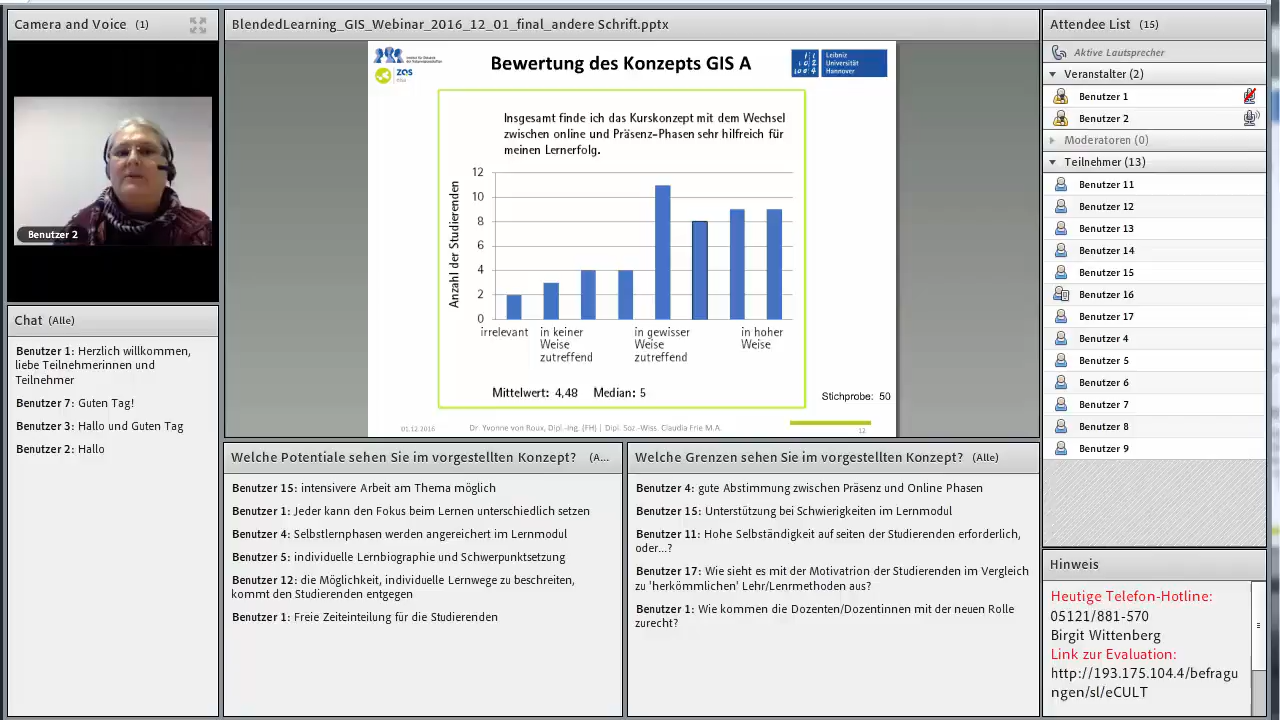 Camera and Voice (1)
Benutzer 2
Chat (Alle)
Benutzer 1: Herzlich willkommen,
liebe Teilnehmerinnen und
Teilnehmer
Benutzer 7: Guten Tag!
Benutzer 3: Hallo und Guten Tag
Benutzer 2: Hallo
BlendedLearning_GIS_Webinar_2016_12_01_final_andere Schrift.pptx
zqs
Bewertung des Konzepts GIS A
Leibniz
Universität
Hannover
Insgesamt finde ich das Kurskonzept mit dem Wechsel
zwischen online und Präsenz-Phasen sehr hilfreich für
meinen Lernerfolg.
Anzahl der Studierenden
12
10
8
6
4
2
0
irrelevant
in keiner
Weise
zutreffend
in gewisser
Weise
zutreffend
in hoher
Weise
Mittelwert: 4,48 Median: 5
Stichprobe: 50
01.12.2016
Dr. Yvonne von Roux, Dipl.-Ing. (FH) | Dipl. Soz.-Wiss. Claudia Frie M.A.
12
Welche Potentiale sehen Sie im vorgestellten Konzept? (A...
Benutzer 15: intensivere Arbeit am Thema möglich
Benutzer 1: Jeder kann den Fokus beim Lernen unterschiedlich setzen
Benutzer 4: Selbstlernphasen werden angereichert im Lernmodul
Benutzer 5: individuelle Lernbiographie und Schwerpunktsetzung
Benutzer 12: die Möglichkeit, individuelle Lernwege zu beschreiten,
kommt den Studierenden entgegen
Benutzer 1: Freie Zeiteinteilung für die Studierenden
Welche Grenzen sehen Sie im vorgestellten Konzept? (Alle)
Benutzer 4: gute Abstimmung zwischen Präsenz und Online Phasen
Benutzer 15: Unterstützung bei Schwierigkeiten im Lernmodul
Benutzer 11: Hohe Selbständigkeit auf seiten der Studierenden erforderlich,
oder...?
Benutzer 17: Wie sieht es mit der Motivatrion der Studierenden im Vergleich
zu 'herkömmlichen' Lehr/Lenrmethoden aus?
Benutzer 1: Wie kommen die Dozenten/Dozentinnen mit der neuen Rolle
zurecht?
Attendee List (15)
Aktive Lautsprecher
(2)
Benutzer 1
Benutzer 2
Moderatoren (0)
Teilnehmer (13)
Benutzer 11
Benutzer 12
Benutzer 13
Benutzer 14
Benutzer 15
Benutzer 16
Benutzer 17
Benutzer 4
Benutzer 5
Benutzer 6
Benutzer 7
Benutzer 8
Benutzer 9
Hinweis
Heutige Telefon-Hotline:
05121/881-570
Birgit Wittenberg
Link zur Evaluation:
http://193.175.104.4/befragu
ngen/sl/eCULT